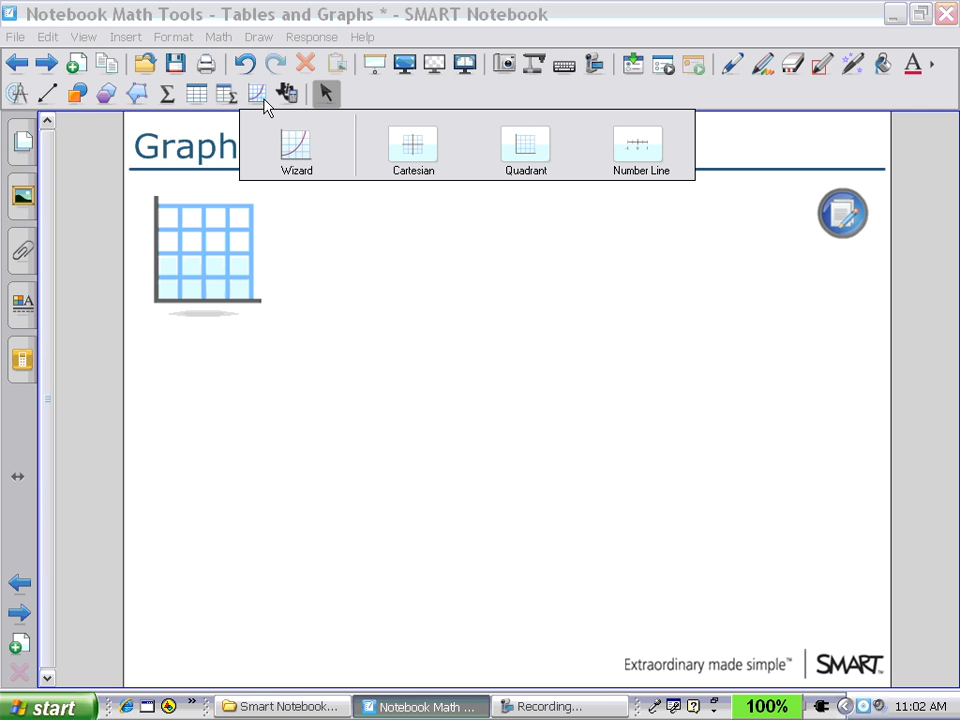 Notebook Math Tools - Tables and Graphs * - SMART Notebook
File Edit View Insert Format Math Draw Response Help
Graph
Wizard Cartesian Quadrant Number Line
Extraordinary made simple™ SMART
start Smart Notebook... Notebook Math ... Recording... 100% 11:02 AM